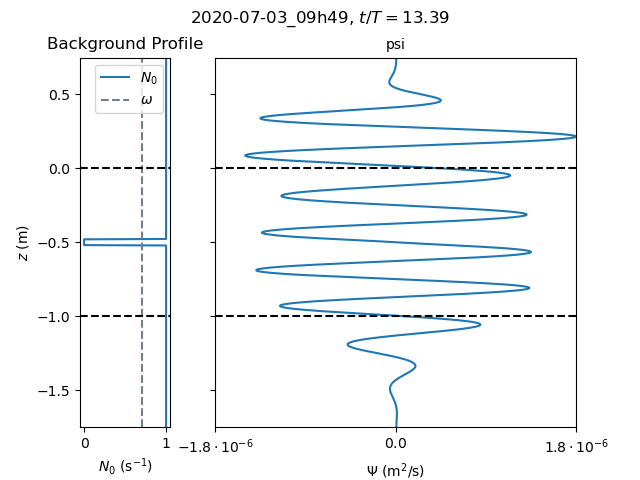 2020-07-03_09h49, t/T = 13.39
Background Profile
psi
N₀
ω
0.5
0.0
−0.5
−1.0
−1.5
z (m)
0
1
N₀ (s⁻¹)
−1.8 · 10⁻⁶
0.0
1.8 · 10⁻⁶
Ψ (m²/s)